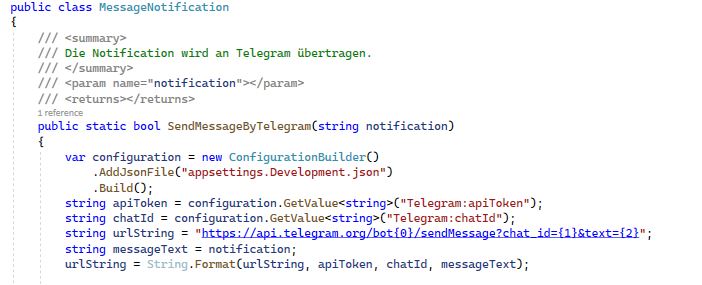 public class MessageNotification
{
/// <summary>
/// Die Notification wird an Telegram übertragen.
/// </summary>
/// <param name="notification"></param>
/// <returns></returns>
1 reference
public static bool SendMessageByTelegram(string notification)
{
var configuration = new ConfigurationBuilder()
.AddJsonFile("appsettings.Development.json")
.Build();
string apiToken = configuration.GetValue<string>("Telegram:apiToken");
string chatId = configuration.GetValue<string>("Telegram:chatId");
string urlString = "https://api.telegram.org/bot{0}/sendMessage?chat_id={1}&text={2}";
string messageText = notification;
urlString = String.Format(urlString, apiToken, chatId, messageText);